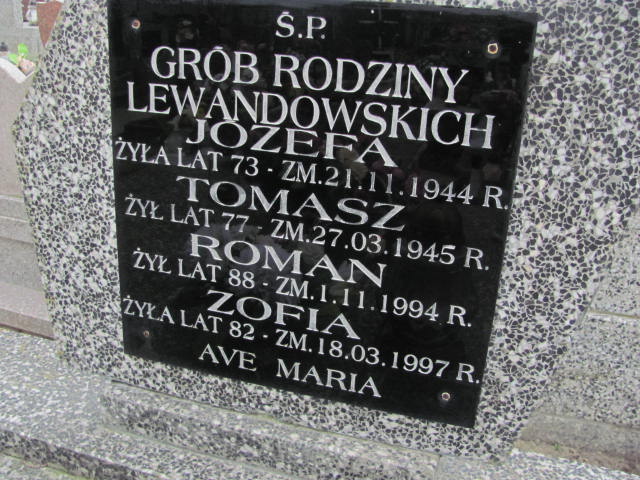 Ś.P.
GRÓB RODZINY
LEWANDOWSKICH
JÓZEFA
ŻYŁA LAT 73 - ZM.21.11.1944 R.
TOMASZ
ŻYŁ LAT 77 - ZM.27.03.1945 R.
ROMAN
ŻYŁ LAT 88 - ZM.1.11.1994 R.
ZOFIA
ŻYŁA LAT 82 - ZM.18.03.1997 R.
AVE MARIA